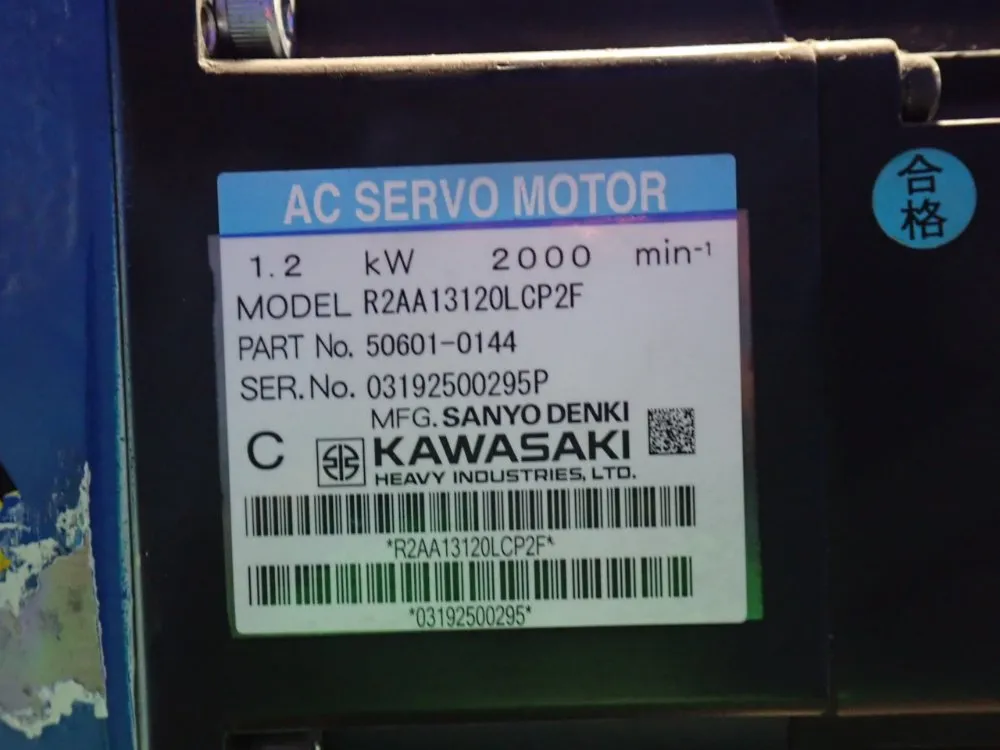 AC SERVO MOTOR
1.2 kW 2000 min-1
MODEL R2AA13120LCP2F
PART No. 50601-0144
SER.No. 03192500295P
MFG. SANYO DENKI
C KAWASAKI
HEAVY INDUSTRIES, LTD.
*R2AA13120LCP2F*
*03192500295*
合格